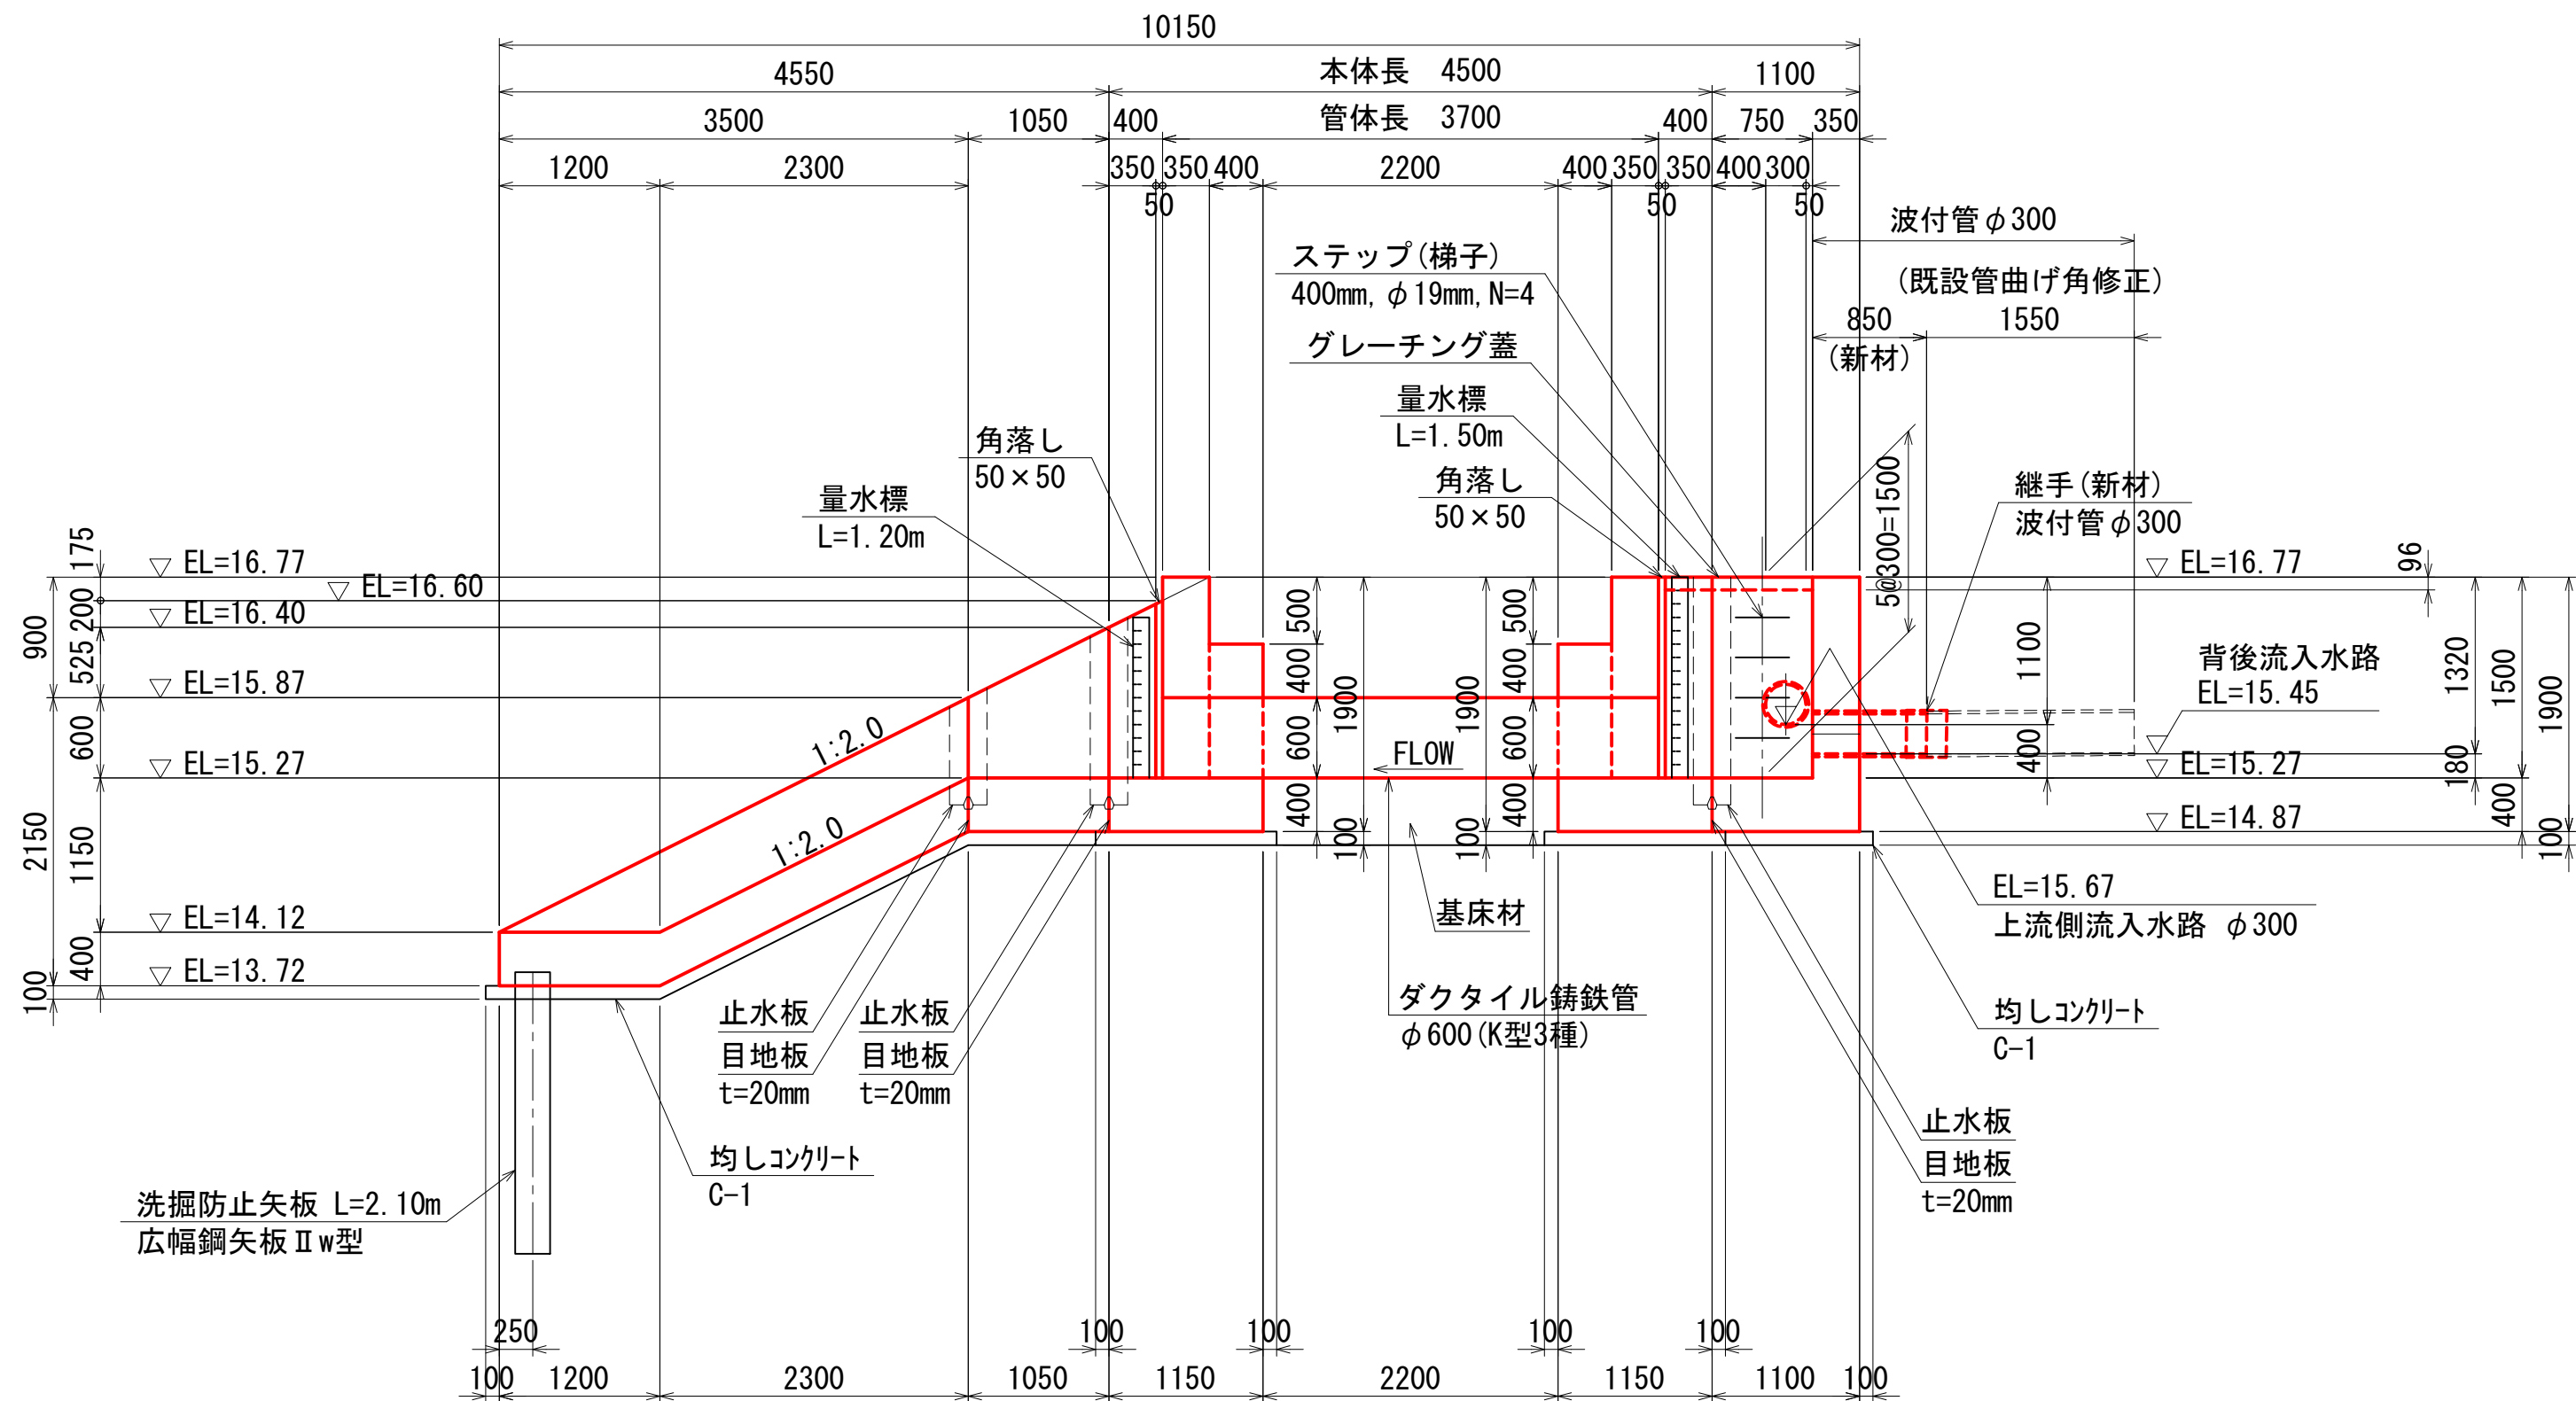 10150
4550
本体長 4500
1100
3500
1050
400
管体長 3700
400
750
350
1200
2300
350
350
400
2200
400
350
350
400
300
50
50
50
波付管φ300
ステップ(梯子)
400mm,φ19mm,N=4
(既設管曲げ角修正)
850
1550
(新材)
グレーチング蓋
量水標
L=1.50m
角落し
50×50
角落し
50×50
量水標
L=1.20m
5@300=1500
継手(新材)
波付管φ300
175
EL=16.77
EL=16.60
200
EL=16.40
900
525
EL=15.87
600
EL=15.27
2150
1150
EL=14.12
400
EL=13.72
100
1:2.0
1:2.0
500
400
600
400
1900
100
1900
100
500
400
600
400
FLOW
EL=16.77
96
1100
400
背後流入水路
EL=15.45
EL=15.27
EL=14.87
1320
180
1500
400
1900
100
EL=15.67
上流側流入水路 φ300
基床材
ダクタイル鋳鉄管
φ600(K型3種)
均しコンクリート
C-1
止水板
目地板
t=20mm
止水板
目地板
t=20mm
止水板
目地板
t=20mm
均しコンクリート
C-1
洗掘防止矢板 L=2.10m
広幅鋼矢板Ⅱw型
250
100
100
100
100
100
1200
2300
1050
1150
2200
1150
1100
100